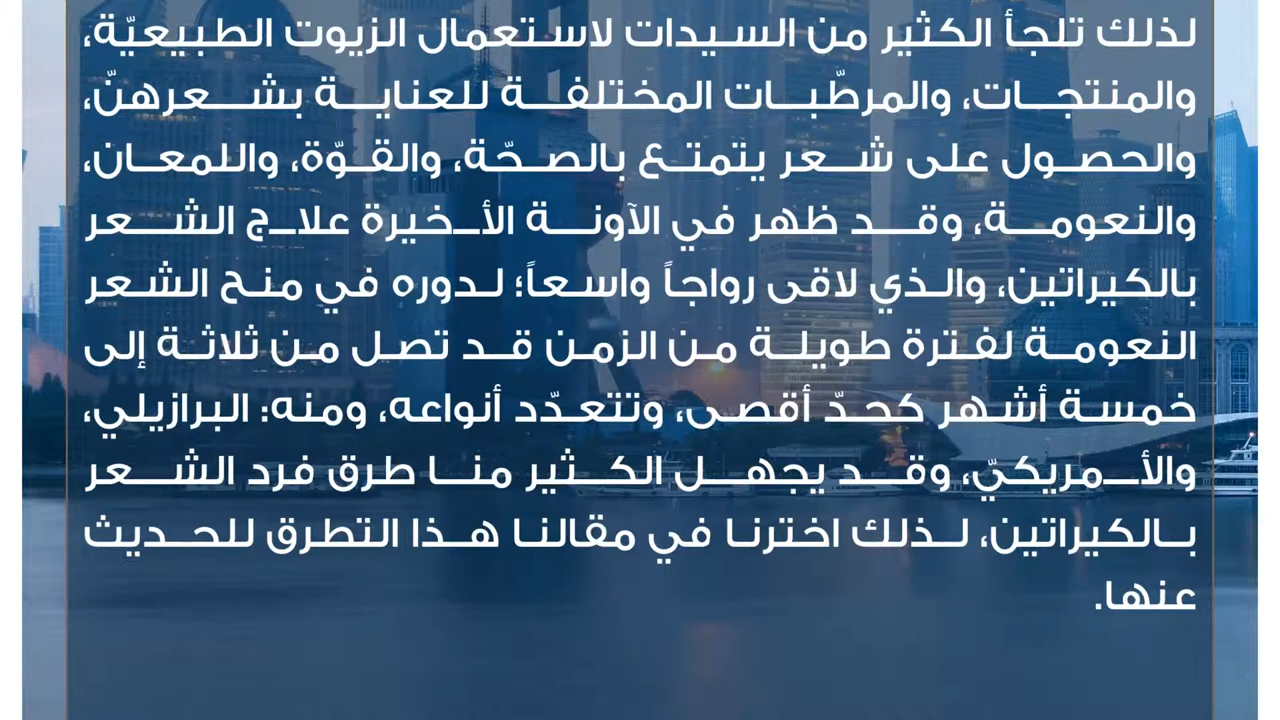 لذلك تلجأ الكثير من السيدات لاستعمال الزيوت الطبيعيّة،
والمنتجات، والمرطّبات المختلفة للعناية بشعرهنّ،
والحصول على شعر يتمتع بالصحّة، والقوّة، واللمعان،
والنعومة، وقد ظهر في الآونة الأخيرة علاج الشعر
بالكيراتين، والذي لاقى رواجاً واسعاً؛ لدوره في منح الشعر
النعومة لفترة طويلة من الزمن قد تصل من ثلاثة إلى
خمسة أشهر كحدّ أقصى، وتتعدّد أنواعه، ومنه: البرازيلي،
والأمريكيّ، وقد يجهل الكثير منا طرق فرد الشعر
بالكيراتين، لذلك اخترنا في مقالنا هذا التطرق للحديث
عنها.